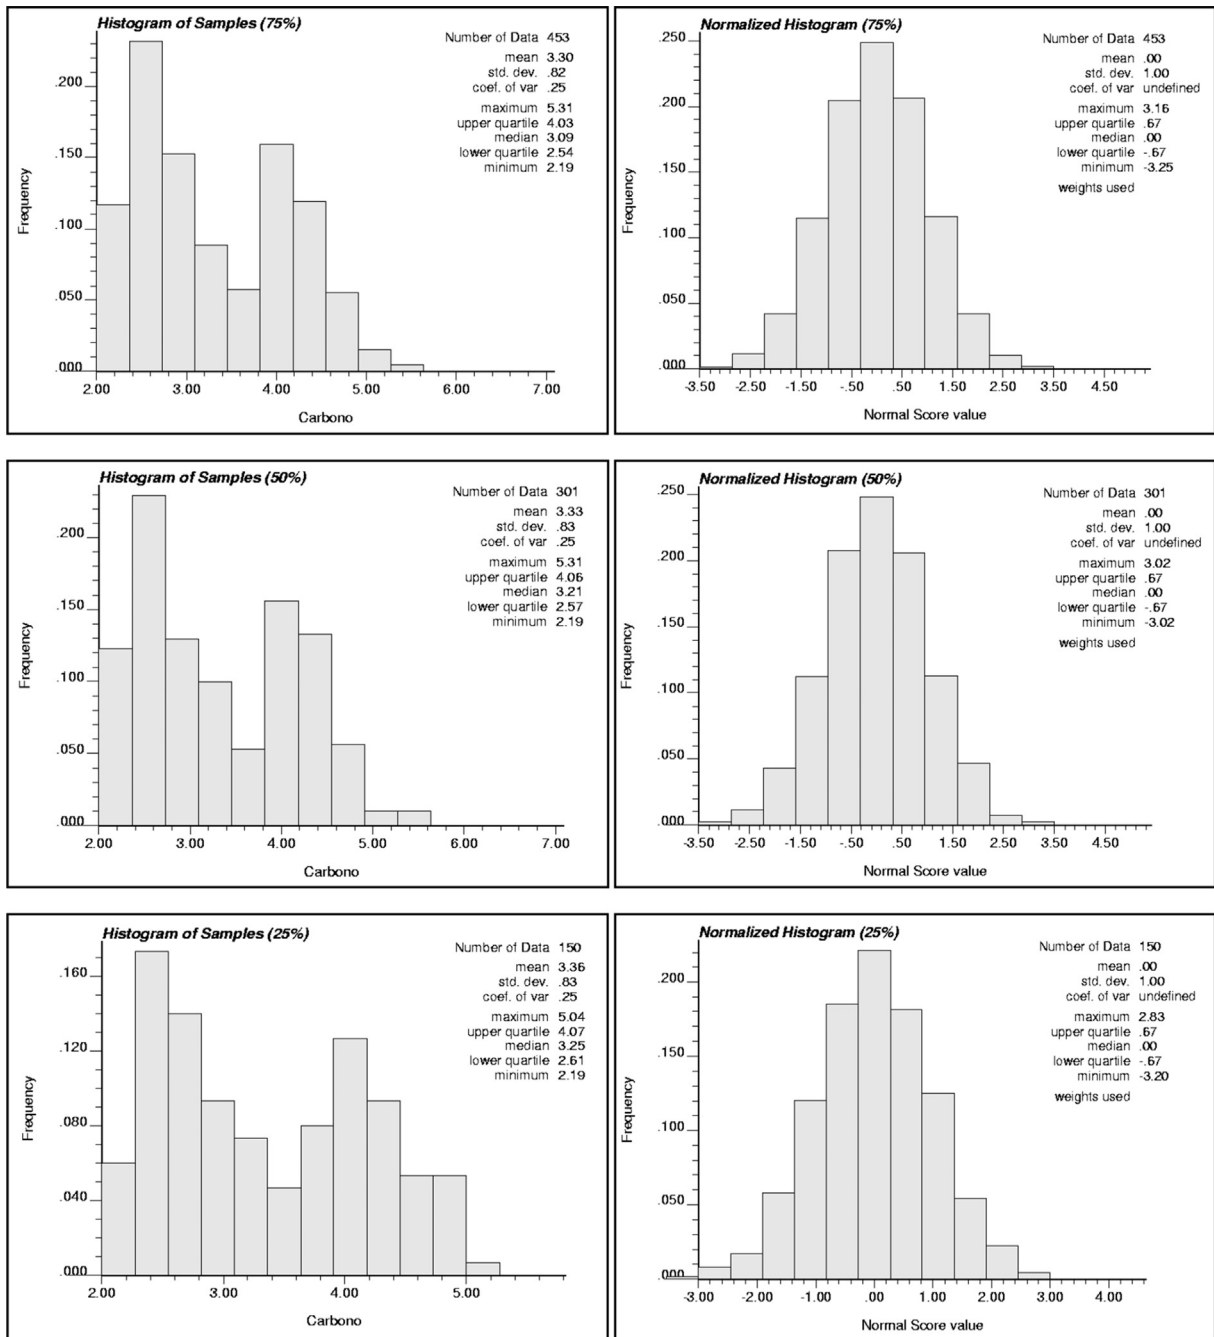 Histogram of Samples (75%)
Number of Data 453
mean 3.30
std. dev. .82
coef. of var .25
maximum 5.31
upper quartile 4.03
median 3.09
lower quartile 2.54
minimum 2.19
Frequency
.200
.150
.100
.050
.000
2.00 3.00 4.00 5.00 6.00 7.00
Carbono
Normalized Histogram (75%)
Number of Data 453
mean .00
std. dev. 1.00
coef. of var undefined
maximum 3.16
upper quartile .67
median .00
lower quartile -.67
minimum -3.25
weights used
Frequency
.250
.200
.150
.100
.050
.000
-3.50 -2.50 -1.50 -.50 .50 1.50 2.50 3.50 4.50
Normal Score value
Histogram of Samples (50%)
Number of Data 301
mean 3.33
std. dev. .83
coef. of var .25
maximum 5.31
upper quartile 4.06
median 3.21
lower quartile 2.57
minimum 2.19
Frequency
.200
.150
.100
.050
.000
2.00 3.00 4.00 5.00 6.00 7.00
Carbono
Normalized Histogram (50%)
Number of Data 301
mean .00
std. dev. 1.00
coef. of var undefined
maximum 3.02
upper quartile .67
median .00
lower quartile -.67
minimum -3.02
weights used
Frequency
.250
.200
.150
.100
.050
.000
-3.50 -2.50 -1.50 -.50 .50 1.50 2.50 3.50 4.50
Normal Score value
Histogram of Samples (25%)
Number of Data 150
mean 3.36
std. dev. .83
coef. of var .25
maximum 5.04
upper quartile 4.07
median 3.25
lower quartile 2.61
minimum 2.19
Frequency
.160
.120
.080
.040
.000
2.00 3.00 4.00 5.00
Carbono
Normalized Histogram (25%)
Number of Data 150
mean .00
std. dev. 1.00
coef. of var undefined
maximum 2.83
upper quartile .67
median .00
lower quartile -.67
minimum -3.20
weights used
Frequency
.200
.150
.100
.050
.000
-3.00 -2.00 -1.00 .00 1.00 2.00 3.00 4.00
Normal Score value